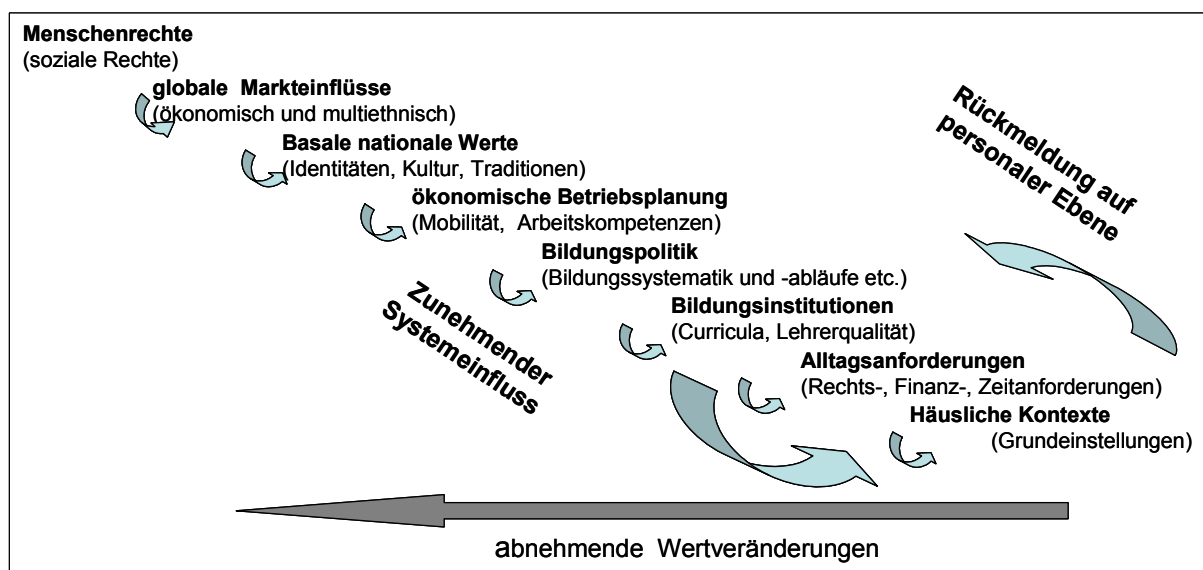 Menschenrechte
(soziale Rechte)
globale Markteinflüsse
(ökonomisch und multiethnisch)
Basale nationale Werte
(Identitäten, Kultur, Traditionen)
ökonomische Betriebsplanung
(Mobilität, Arbeitskompetenzen)
Bildungspolitik
(Bildungssystematik und -abläufe etc.)
Bildungsinstitutionen
(Curricula, Lehrerqualität)
Alltagsanforderungen
(Rechts-, Finanz-, Zeitanforderungen)
Häusliche Kontexte
(Grundeinstellungen)
Rückmeldung auf
personaler Ebene
Zunehmender
Systemeinfluss
abnehmende Wertveränderungen